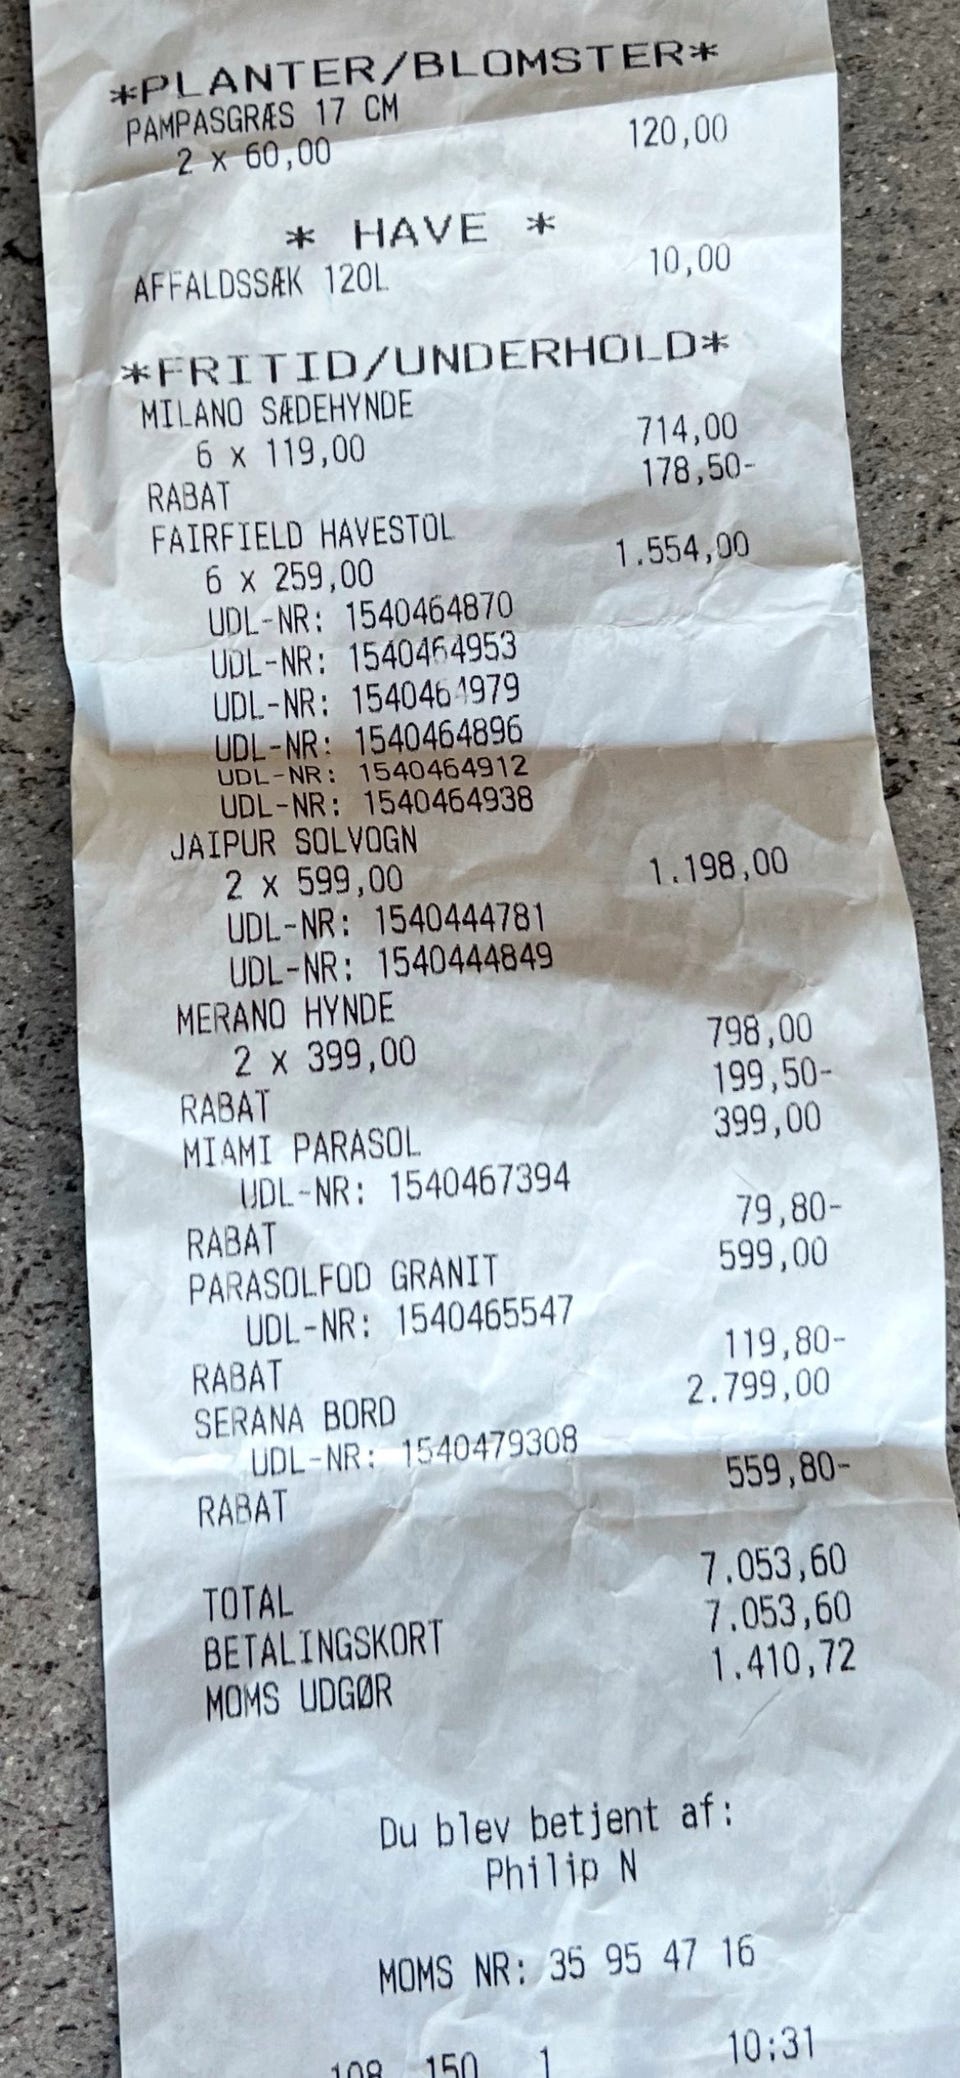 *PLANTER/BLOMSTER*
PAMPASGRÆS 17 CM
2 x 60,00 120,00
* HAVE *
AFFALDSSÆK 120L 10,00
*FRITID/UNDERHOLD*
MILANO SÆDEHYNDE
6 x 119,00 714,00
RABAT 178,50-
FAIRFIELD HAVESTOL
6 x 259,00 1.554,00
UDL-NR: 1540464870
UDL-NR: 1540464953
UDL-NR: 1540464979
UDL-NR: 1540464896
UDL-NR: 1540464912
UDL-NR: 1540464938
JAIPUR SOLVOGN
2 x 599,00 1.198,00
UDL-NR: 1540444781
UDL-NR: 1540444849
MERANO HYNDE
2 x 399,00 798,00
RABAT 199,50-
MIAMI PARASOL 399,00
UDL-NR: 1540467394
RABAT 79,80-
PARASOLFOD GRANIT 599,00
UDL-NR: 1540465547
RABAT 119,80-
SERANA BORD 2.799,00
UDL-NR: 1540479308
RABAT 559,80-
TOTAL 7.053,60
BETALINGSKORT 7.053,60
MOMS UDGØR 1.410,72
Du blev betjent af:
Philip N
MOMS NR: 35 95 47 16
108 150 1 10:31